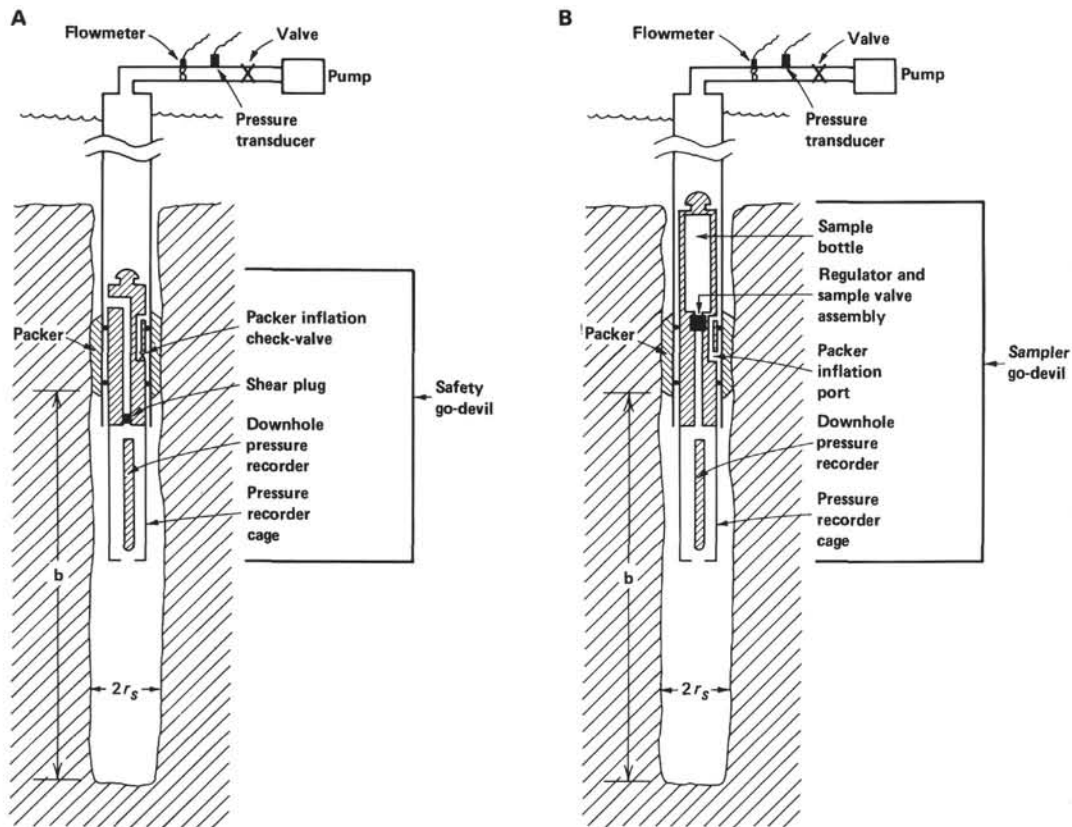 A
Flowmeter
Valve
Pump
Pressure
transducer
Packer
Packer inflation
check-valve
Shear plug
Downhole
pressure
recorder
Pressure
recorder
cage
Safety
go-devil
b
2rs
B
Flowmeter
Valve
Pump
Pressure
transducer
Sample
bottle
Regulator and
sample valve
assembly
Packer
Packer
inflation
port
Downhole
pressure
recorder
Pressure
recorder
cage
Sampler
go-devil
b
2rs